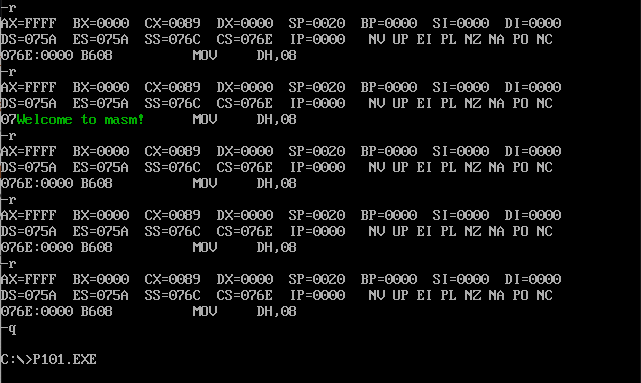 -r
AX=FFFF  BX=0000  CX=0089  DX=0000  SP=0020  BP=0000  SI=0000  DI=0000
DS=075A  ES=075A  SS=076C  CS=076E  IP=0000   NV UP EI PL NZ NA PO NC
076E:0000 B608          MOV     DH,08
-r
AX=FFFF  BX=0000  CX=0089  DX=0000  SP=0020  BP=0000  SI=0000  DI=0000
DS=075A  ES=075A  SS=076C  CS=076E  IP=0000   NV UP EI PL NZ NA PO NC
07Welcome to masm!      MOV     DH,08
-r
AX=FFFF  BX=0000  CX=0089  DX=0000  SP=0020  BP=0000  SI=0000  DI=0000
DS=075A  ES=075A  SS=076C  CS=076E  IP=0000   NV UP EI PL NZ NA PO NC
076E:0000 B608          MOV     DH,08
-r
AX=FFFF  BX=0000  CX=0089  DX=0000  SP=0020  BP=0000  SI=0000  DI=0000
DS=075A  ES=075A  SS=076C  CS=076E  IP=0000   NV UP EI PL NZ NA PO NC
076E:0000 B608          MOV     DH,08
-r
AX=FFFF  BX=0000  CX=0089  DX=0000  SP=0020  BP=0000  SI=0000  DI=0000
DS=075A  ES=075A  SS=076C  CS=076E  IP=0000   NV UP EI PL NZ NA PO NC
076E:0000 B608          MOV     DH,08
-q
C:\>P101.EXE